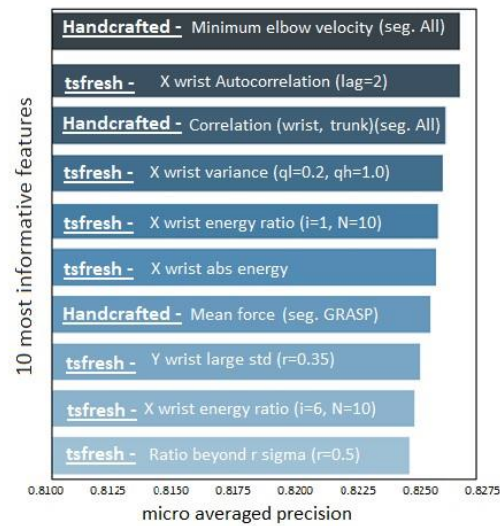 10 most informative features
Handcrafted - Minimum elbow velocity (seg. All)
tsfresh - X wrist Autocorrelation (lag=2)
Handcrafted - Correlation (wrist, trunk)(seg. All)
tsfresh - X wrist variance (ql=0.2, qh=1.0)
tsfresh - X wrist energy ratio (i=1, N=10)
tsfresh - X wrist abs energy
Handcrafted - Mean force (seg. GRASP)
tsfresh - Y wrist large std (r=0.35)
tsfresh - X wrist energy ratio (i=6, N=10)
tsfresh - Ratio beyond r sigma (r=0.5)
0.8100 0.8125 0.8150 0.8175 0.8200 0.8225 0.8250 0.8275
micro averaged precision